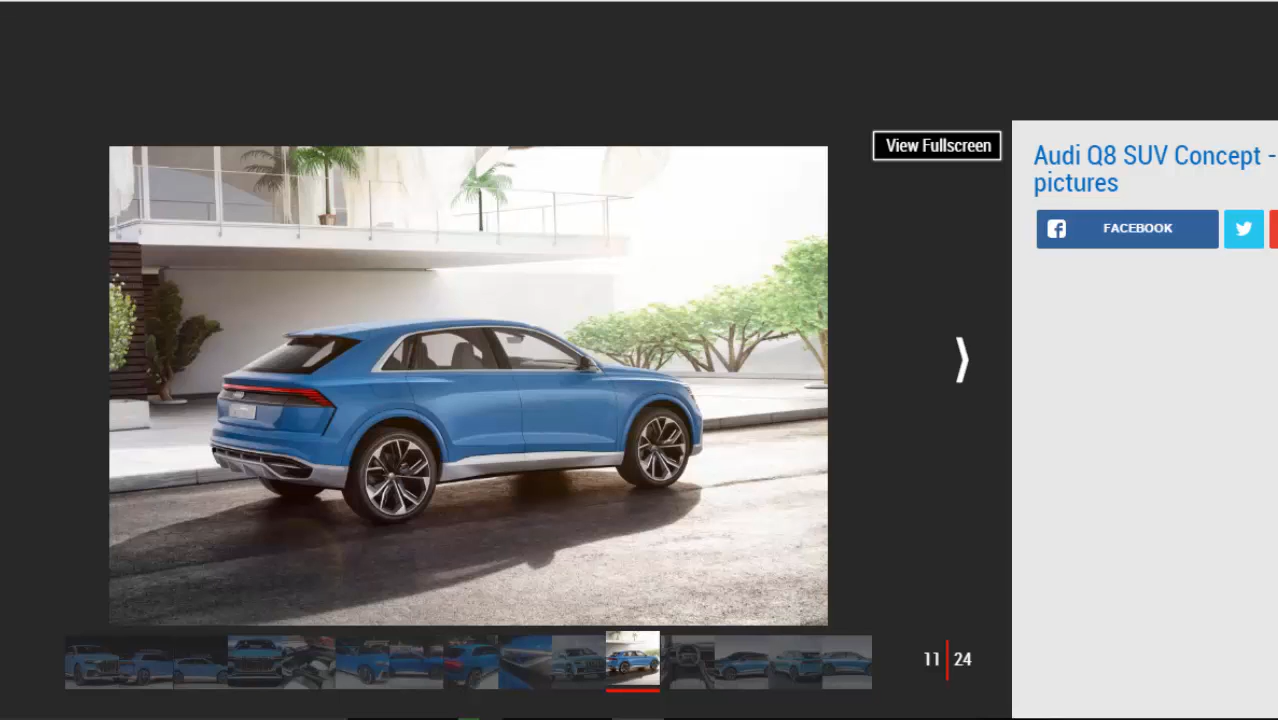 View Fullscreen
Audi Q8 SUV Concept -
pictures
FACEBOOK
11 24